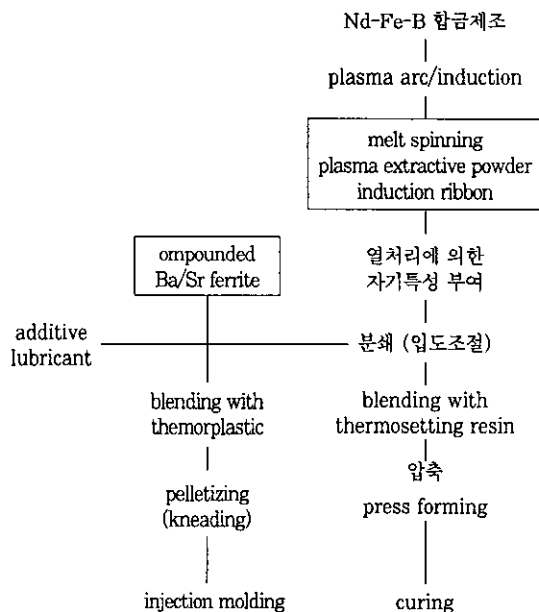 Nd-Fe-B 합금제조
plasma arc/induction
melt spinning
plasma extractive powder
induction ribbon
ompounded
Ba/Sr ferrite
열처리에 의한
자기특성 부여
additive
lubricant
분쇄 (입도조절)
blending with
themorplastic
blending with
thermosetting resin
압축
pelletizing
(kneading)
press forming
injection molding
curing